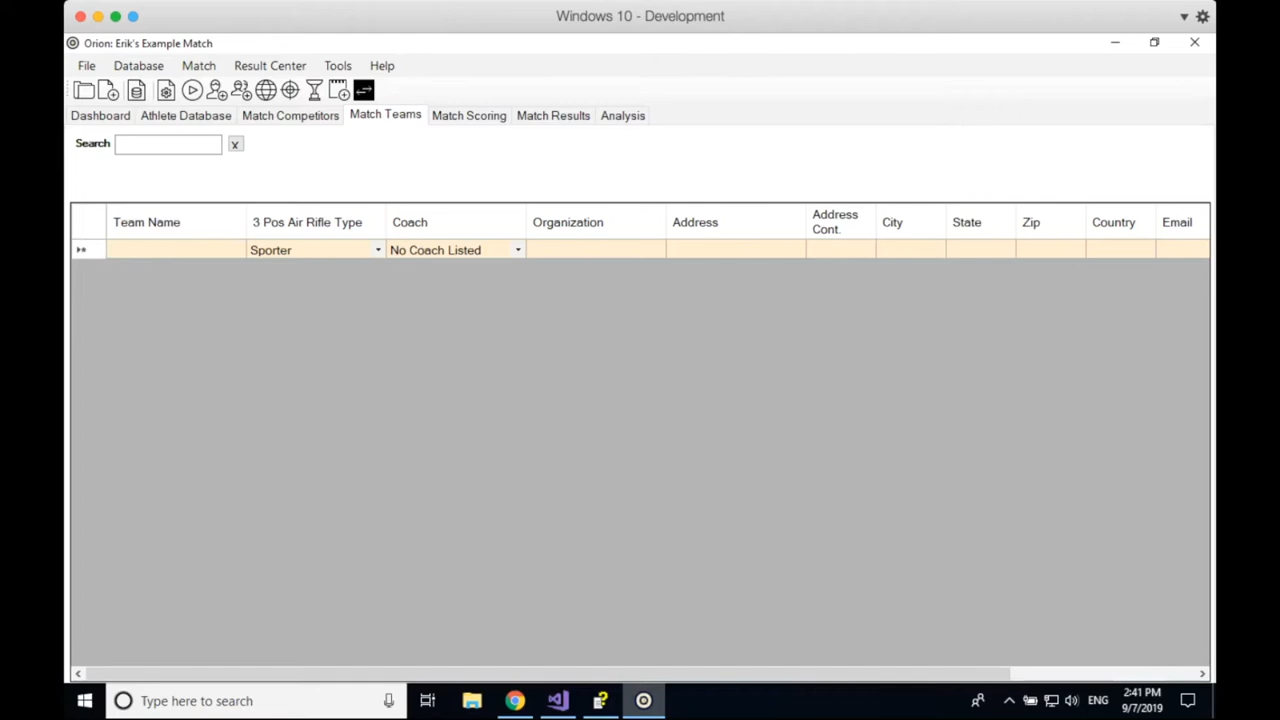 Windows 10 - Development
Orion: Erik's Example Match
File Database Match Result Center Tools Help
Dashboard Athlete Database Match Competitors Match Teams Match Scoring Match Results Analysis
Search x
Team Name 3 Pos Air Rifle Type Coach Organization Address Address Cont. City State Zip Country Email
Sporter No Coach Listed
Type here to search ENG 2:41 PM
9/7/2019